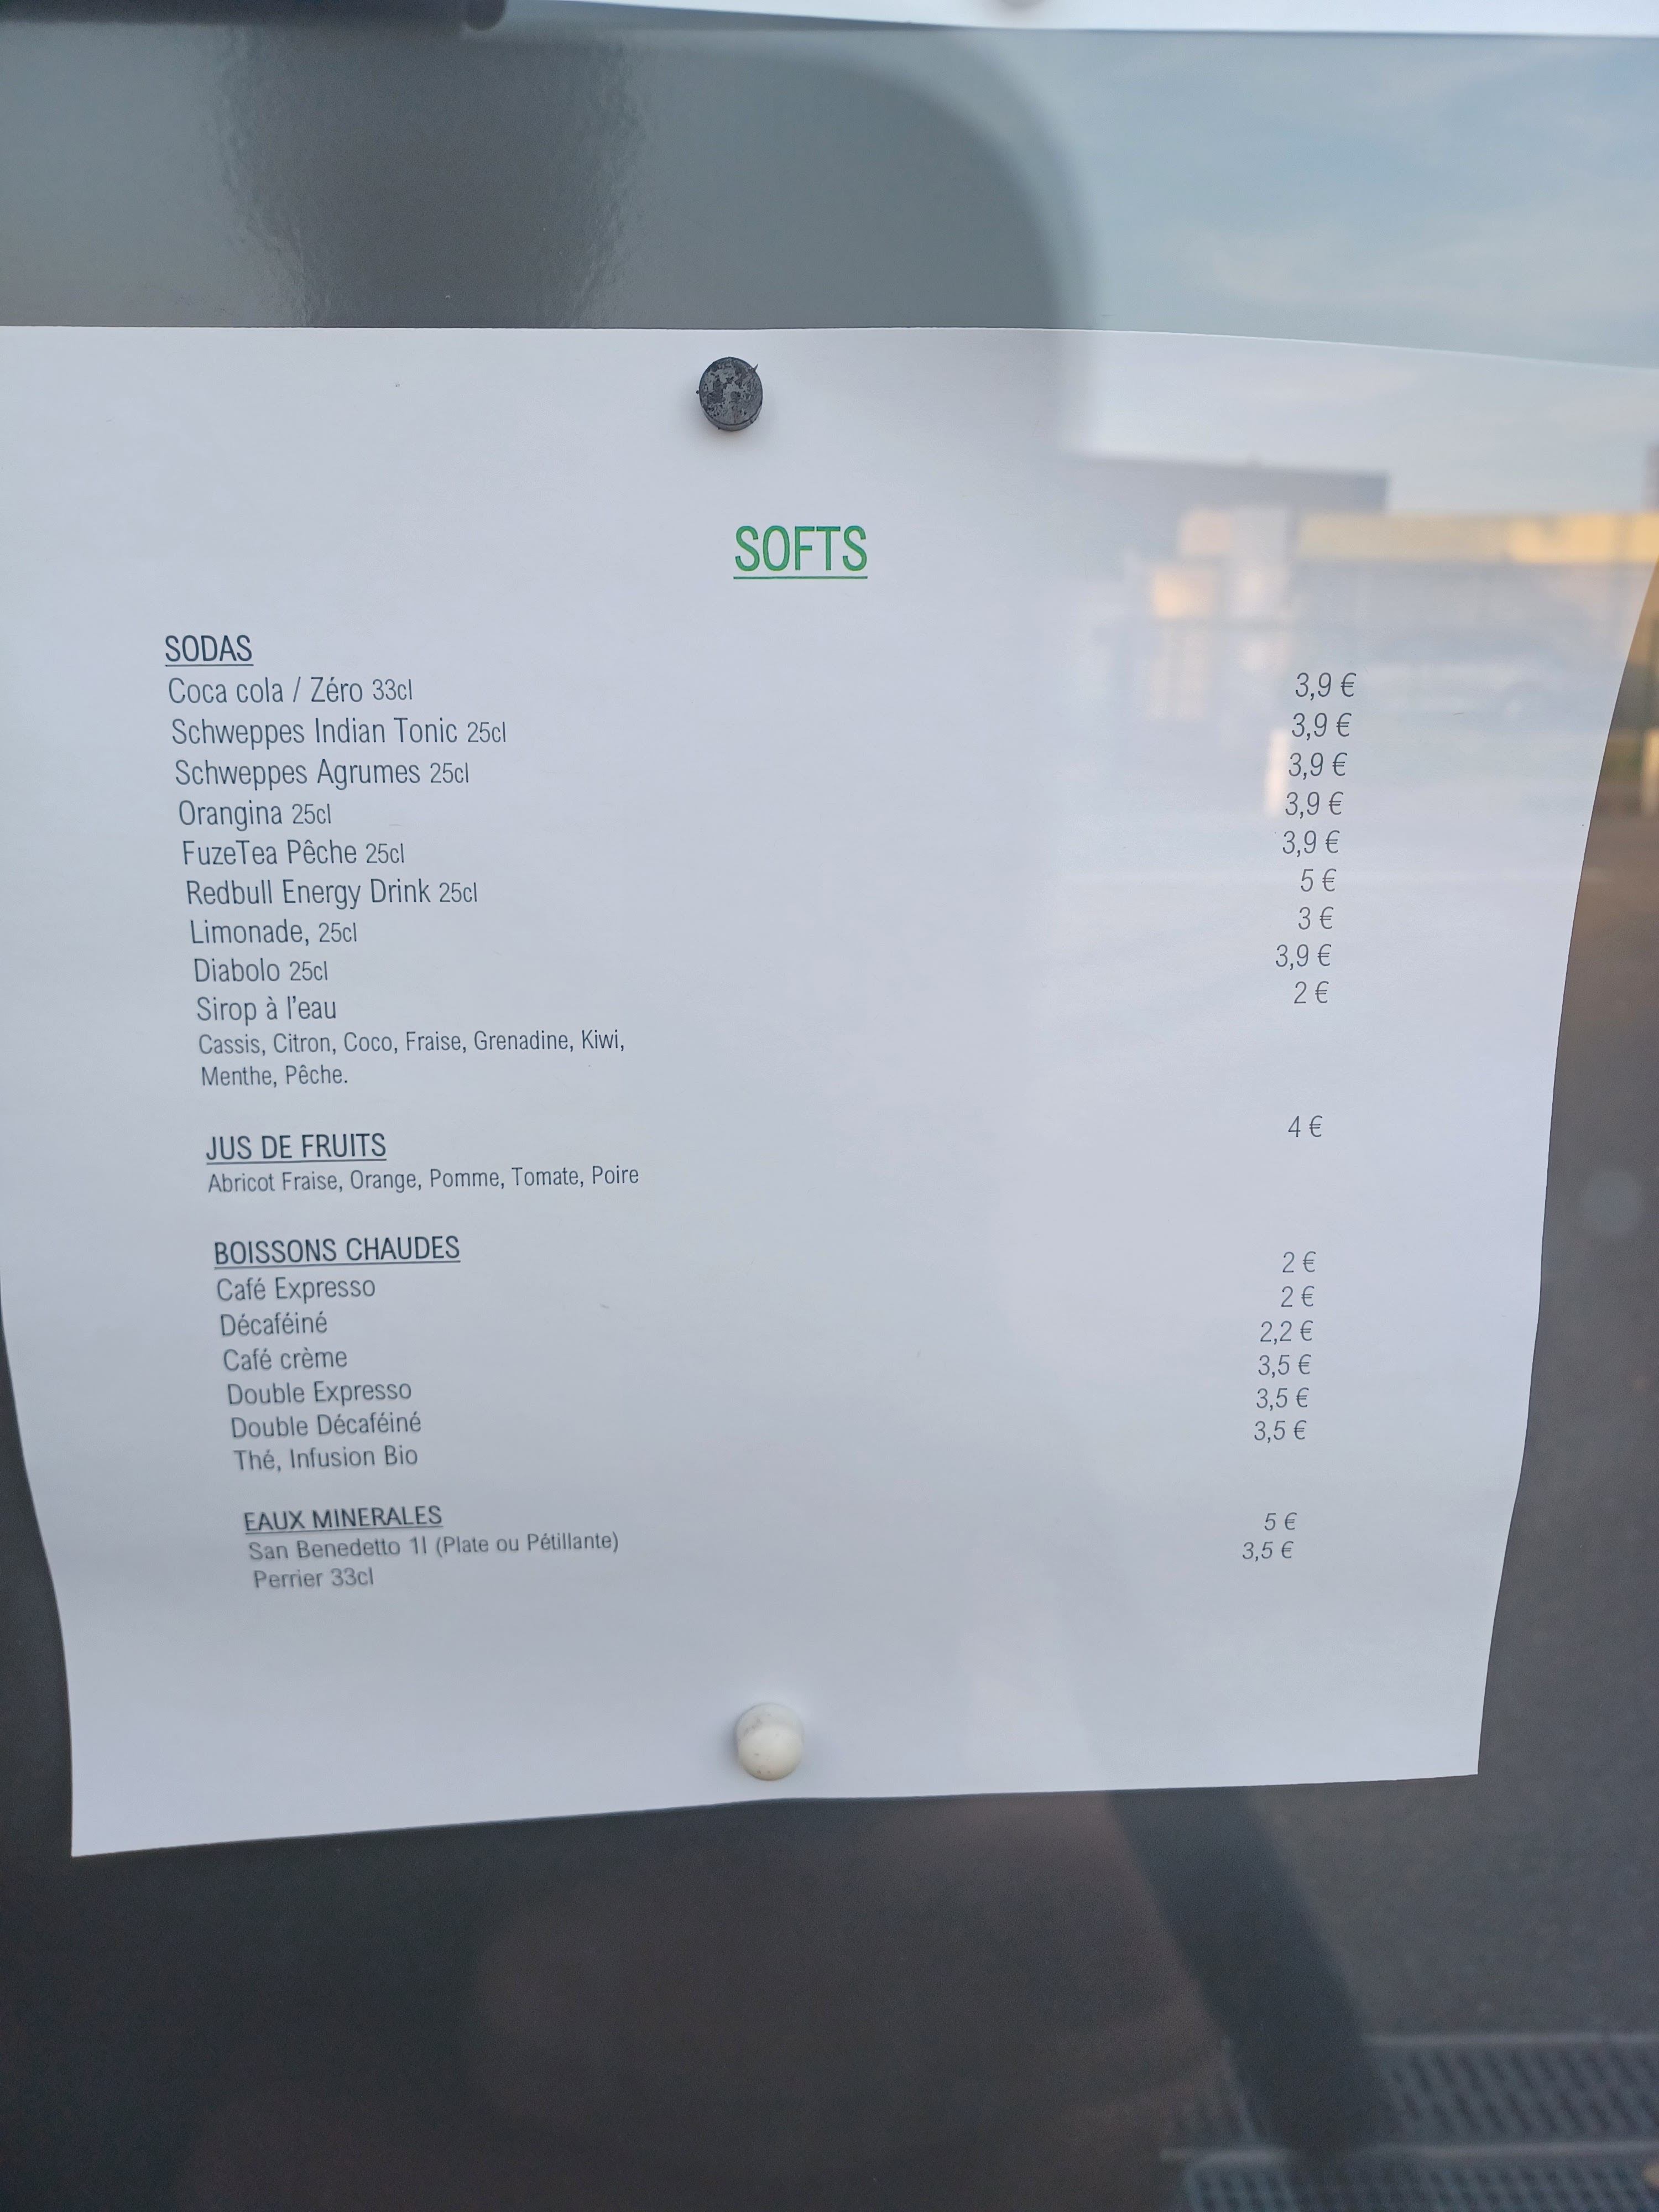 SOFTS
SODAS
Coca cola / Zéro 33cl 3,9 €
Schweppes Indian Tonic 25cl 3,9 €
Schweppes Agrumes 25cl 3,9 €
Orangina 25cl 3,9 €
FuzeTea Pêche 25cl 3,9 €
Redbull Energy Drink 25cl 5 €
Limonade, 25cl 3 €
Diabolo 25cl 3,9 €
Sirop à l'eau 2 €
Cassis, Citron, Coco, Fraise, Grenadine, Kiwi,
Menthe, Pêche.
JUS DE FRUITS 4 €
Abricot Fraise, Orange, Pomme, Tomate, Poire
BOISSONS CHAUDES
Café Expresso 2 €
Décaféiné 2 €
Café crème 2,2 €
Double Expresso 3,5 €
Double Décaféiné 3,5 €
Thé, Infusion Bio 3,5 €
EAUX MINERALES
San Benedetto 1l (Plate ou Pétillante) 5 €
Perrier 33cl 3,5 €